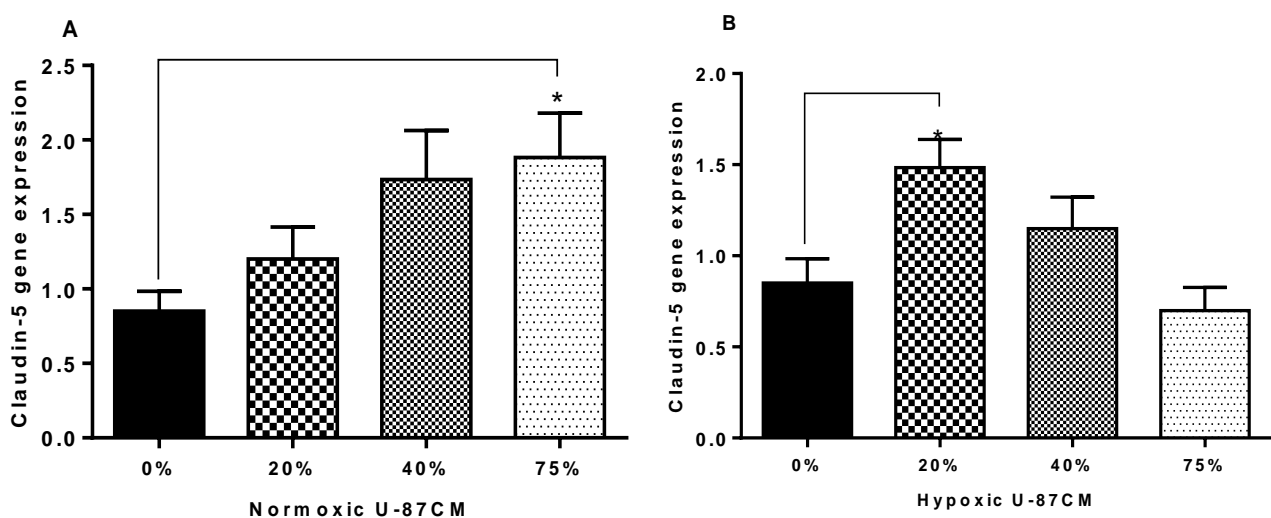 A
Claudin-5 gene expression
2.5
2.0
1.5
1.0
0.5
0.0
*
0% 20% 40% 75%
Normoxic U-87CM
B
Claudin-5 gene expression
2.0
1.5
1.0
0.5
0.0
*
0% 20% 40% 75%
Hypoxic U-87CM